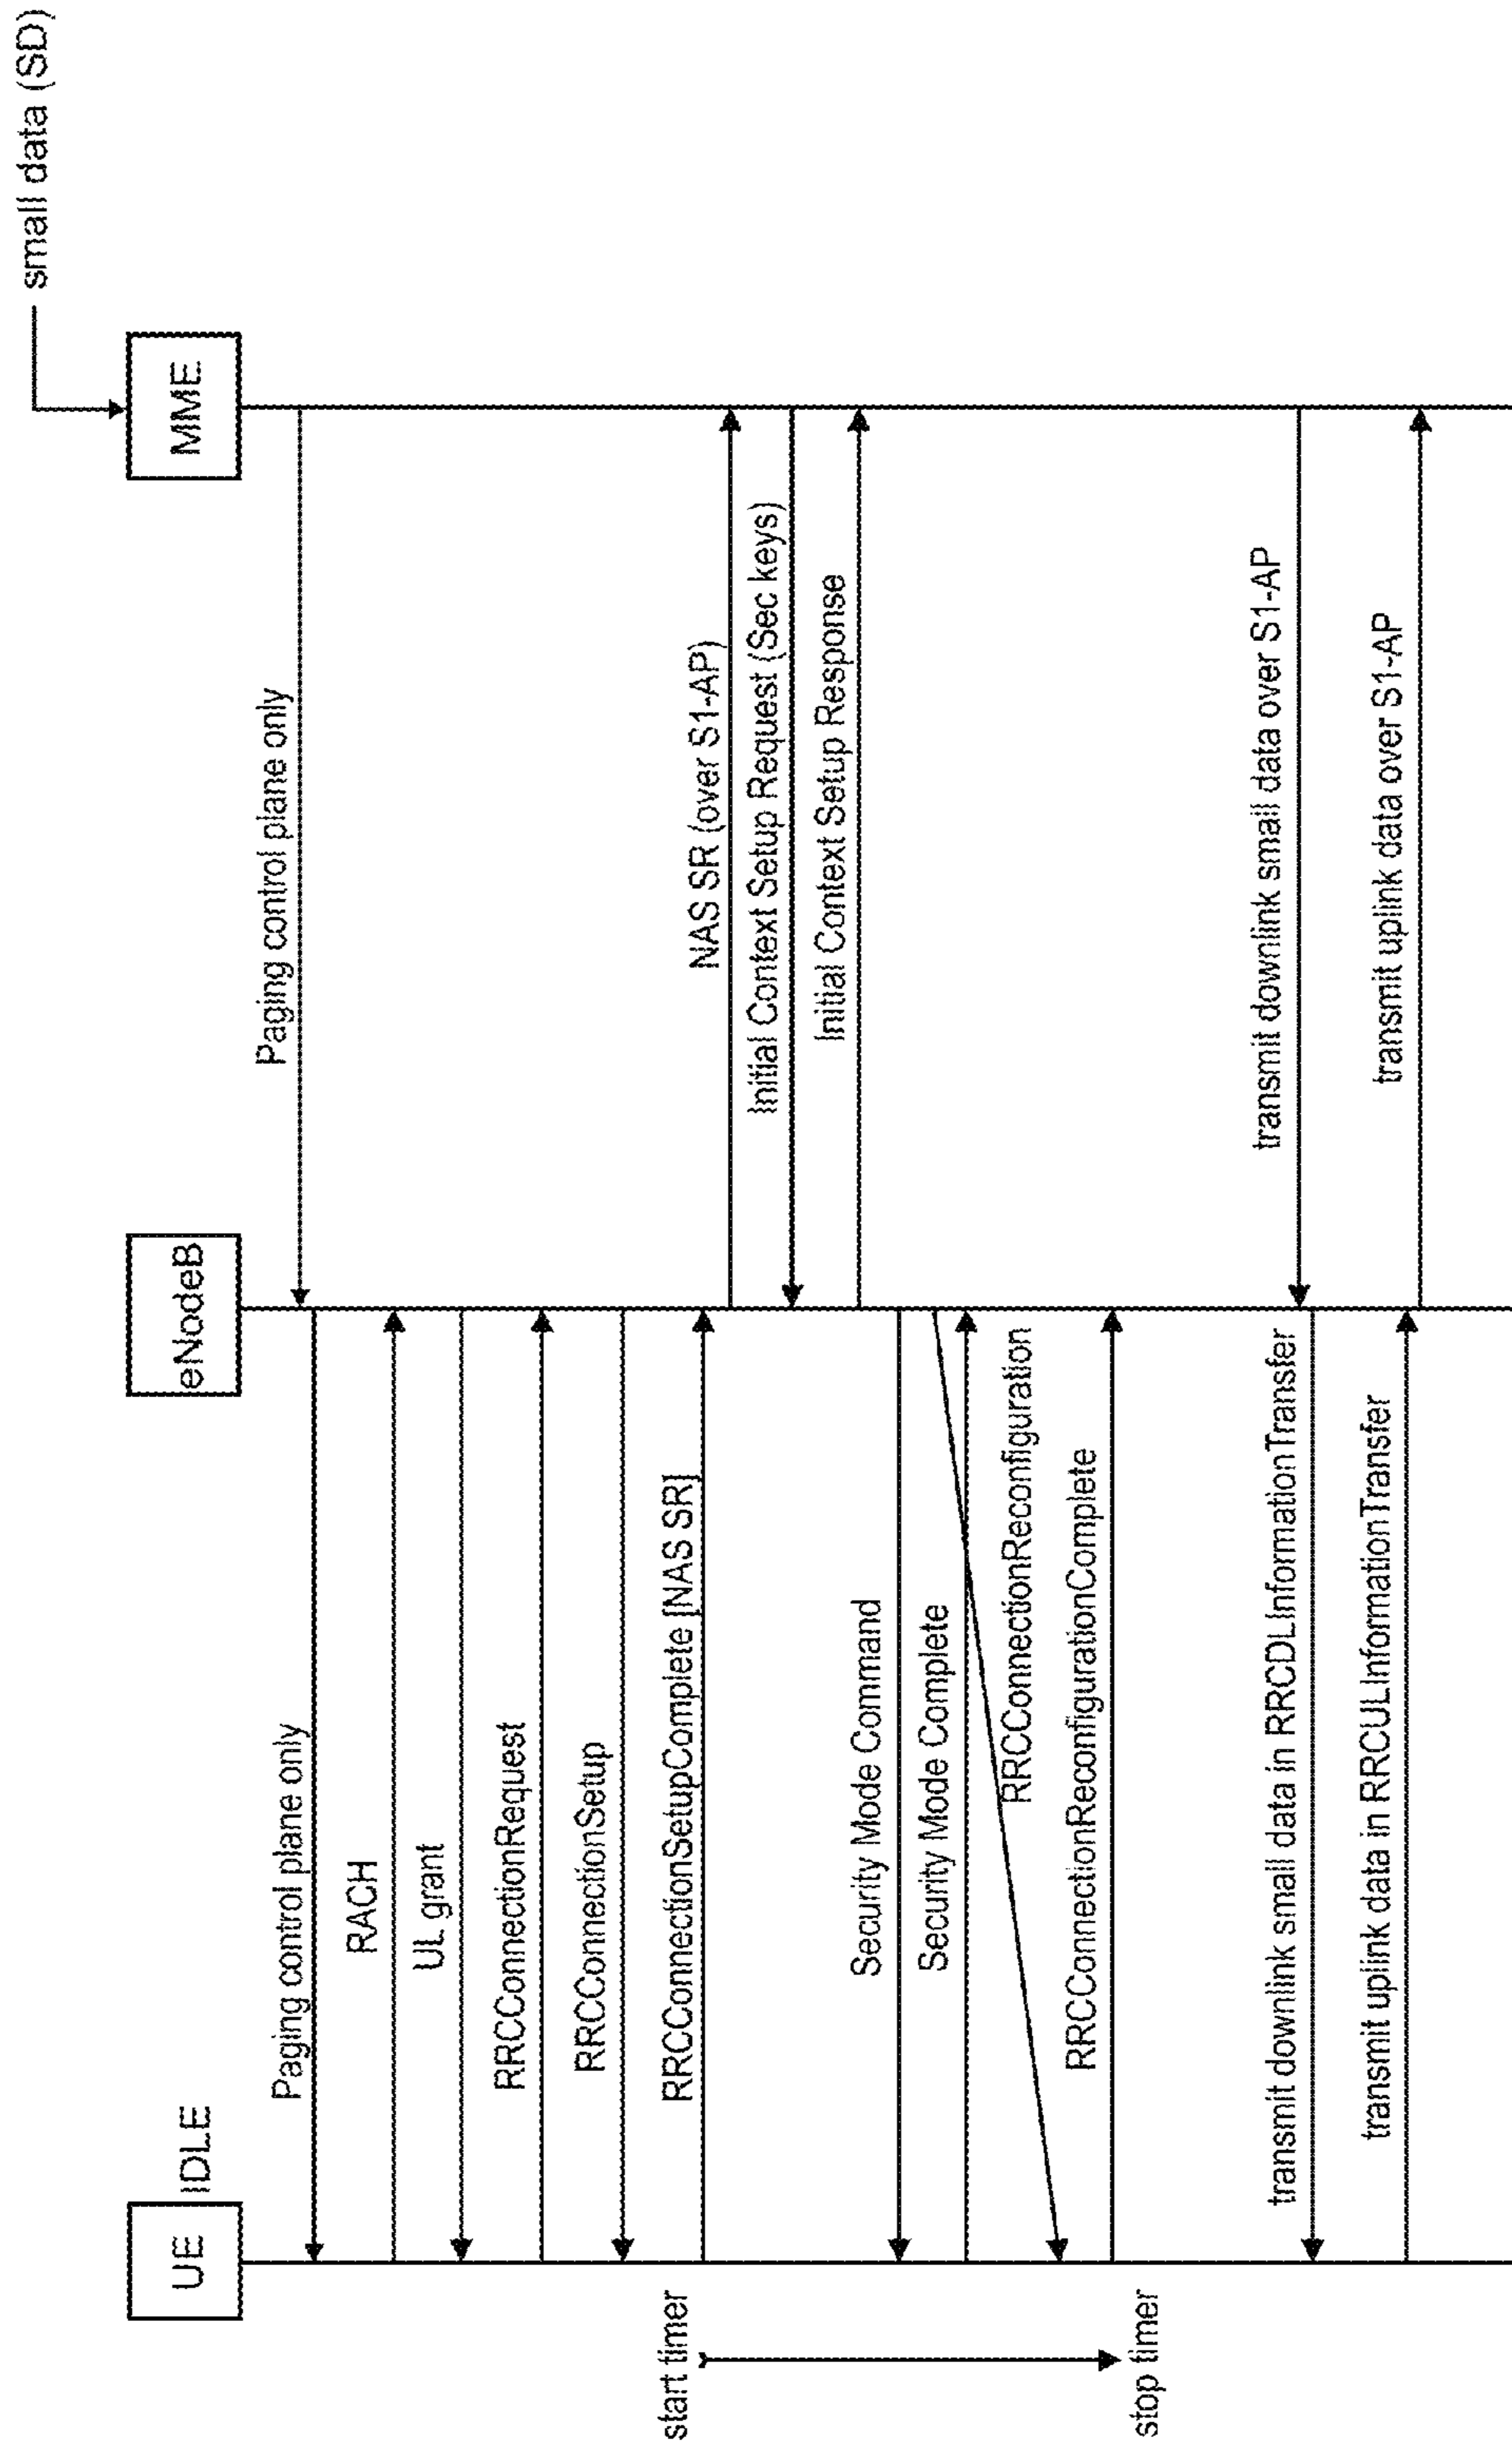 small data (SD)
UE
IDLE
eNodeB
MME
Paging control plane only
Paging control plane only
RACH
UL grant
RRCConnectionRequest
RRCConnectionSetup
start timer
RRCConnectionSetupComplete [NAS SR]
NAS SR (over S1-AP)
Initial Context Setup Request (Sec keys)
Initial Context Setup Response
Security Mode Command
Security Mode Complete
RRCConnectionReconfiguration
RRCConnectionReconfigurationComplete
stop timer
transmit downlink small data over S1-AP
transmit downlink small data in RRCDLInformationTransfer
transmit uplink data in RRCULInformationTransfer
transmit uplink data over S1-AP